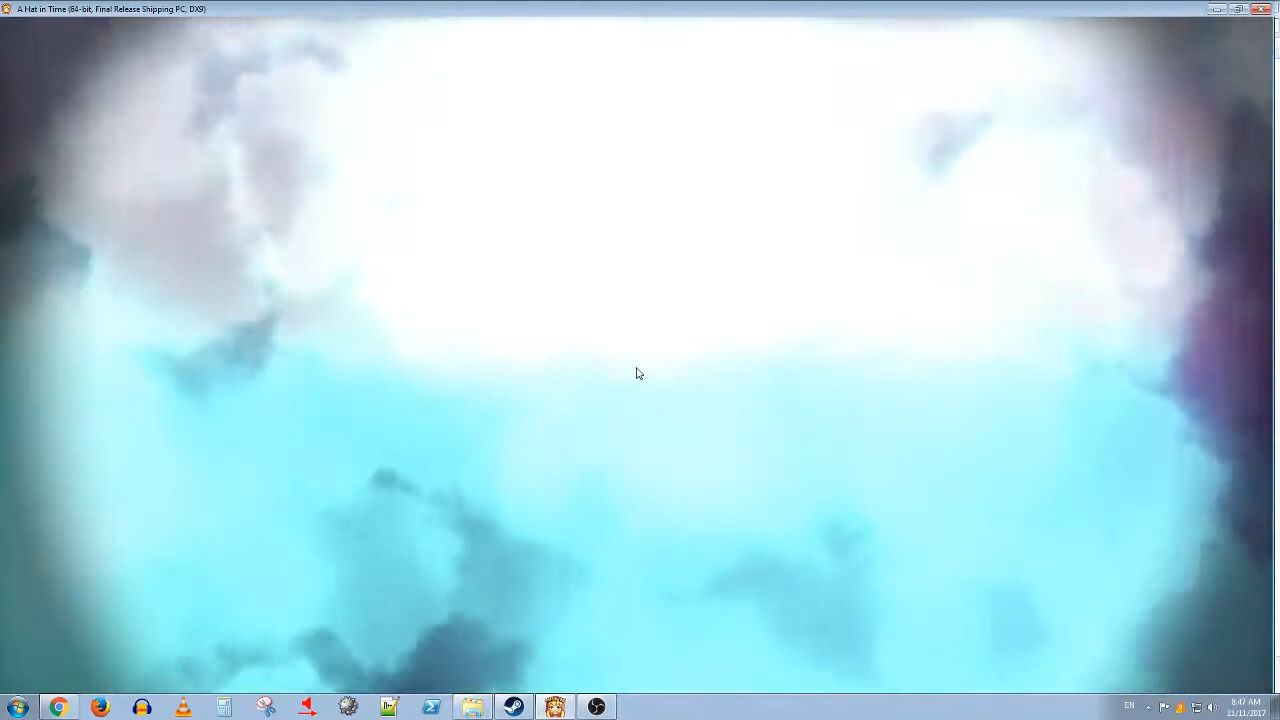 A Hat in Time (64-bit, Final Release Shipping PC, DX9)
EN
8:47 AM
11/11/2017